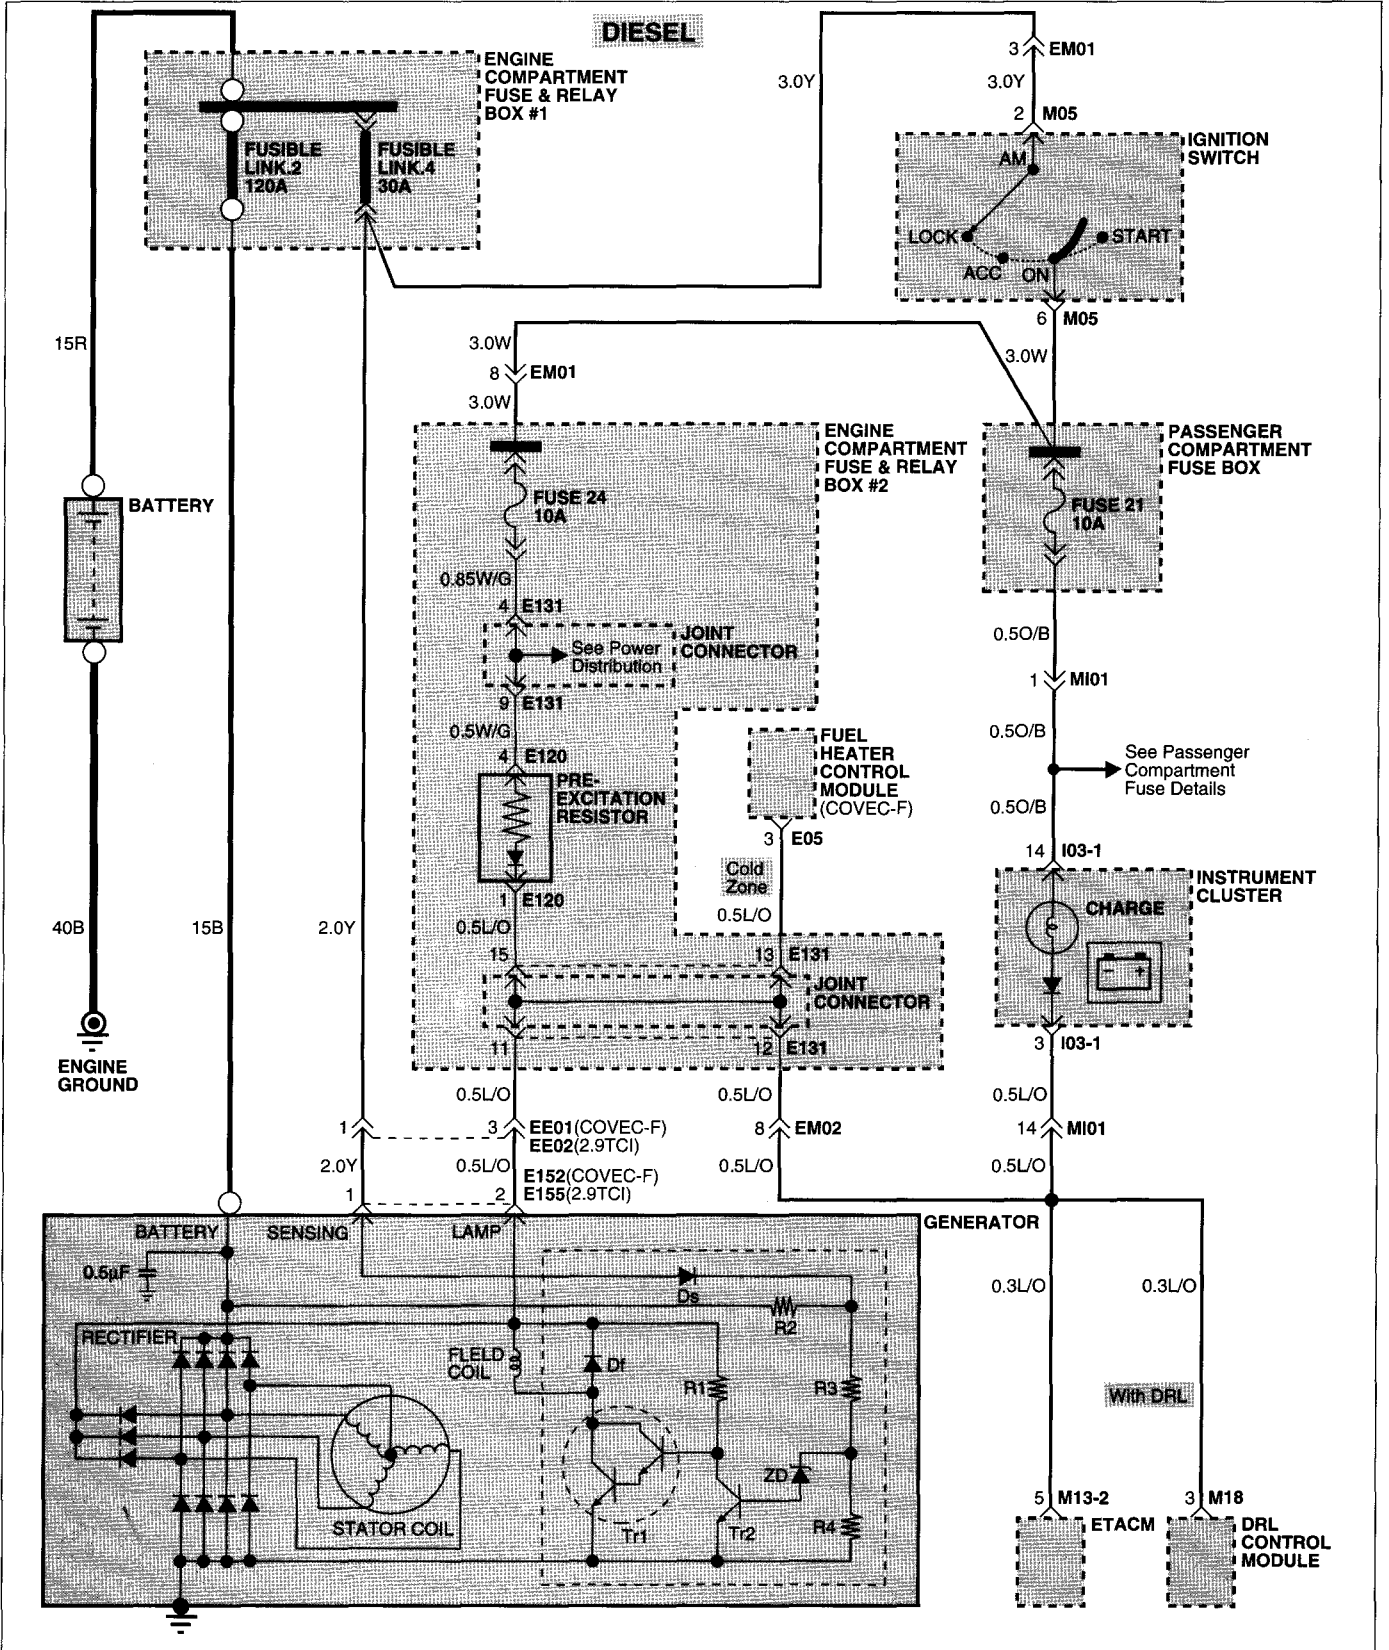 DIESEL
ENGINE
COMPARTMENT
FUSE & RELAY
BOX #1
FUSIBLE
LINK.2
120A
FUSIBLE
LINK.4
30A
3.0Y
3 EM01
3.0Y
2 M05
IGNITION
SWITCH
AM
LOCK
ACC
ON
START
6 M05
3.0W
15R
3.0W
8 EM01
3.0W
BATTERY
ENGINE
COMPARTMENT
FUSE & RELAY
BOX #2
PASSENGER
COMPARTMENT
FUSE BOX
FUSE 24
10A
FUSE 21
10A
0.85W/G
4 E131
JOINT
CONNECTOR
See Power
Distribution
9 E131
0.5W/G
4 E120
PRE-
EXCITATION
RESISTOR
1 E120
0.5L/O
FUEL
HEATER
CONTROL
MODULE
(COVEC-F)
3 E05
Cold
Zone
0.5L/O
0.5O/B
1 MI01
0.5O/B
See Passenger
Compartment
Fuse Details
0.5O/B
14 I03-1
INSTRUMENT
CLUSTER
CHARGE
- +
3 I03-1
40B
15B
2.0Y
15
13 E131
JOINT
CONNECTOR
11
12 E131
ENGINE
GROUND
0.5L/O
0.5L/O
0.5L/O
1
3 EE01(COVEC-F)
EE02(2.9TCI)
8 EM02
14 MI01
2.0Y
0.5L/O
E152(COVEC-F)
E155(2.9TCI)
1
2
0.5L/O
0.5L/O
BATTERY
SENSING
LAMP
GENERATOR
0.5µF
Ds
R2
RECTIFIER
FLELD
COIL
Df
R1
R3
STATOR COIL
ZD
Tr1
Tr2
R4
0.3L/O
0.3L/O
With DRL
5 M13-2
ETACM
3 M18
DRL
CONTROL
MODULE